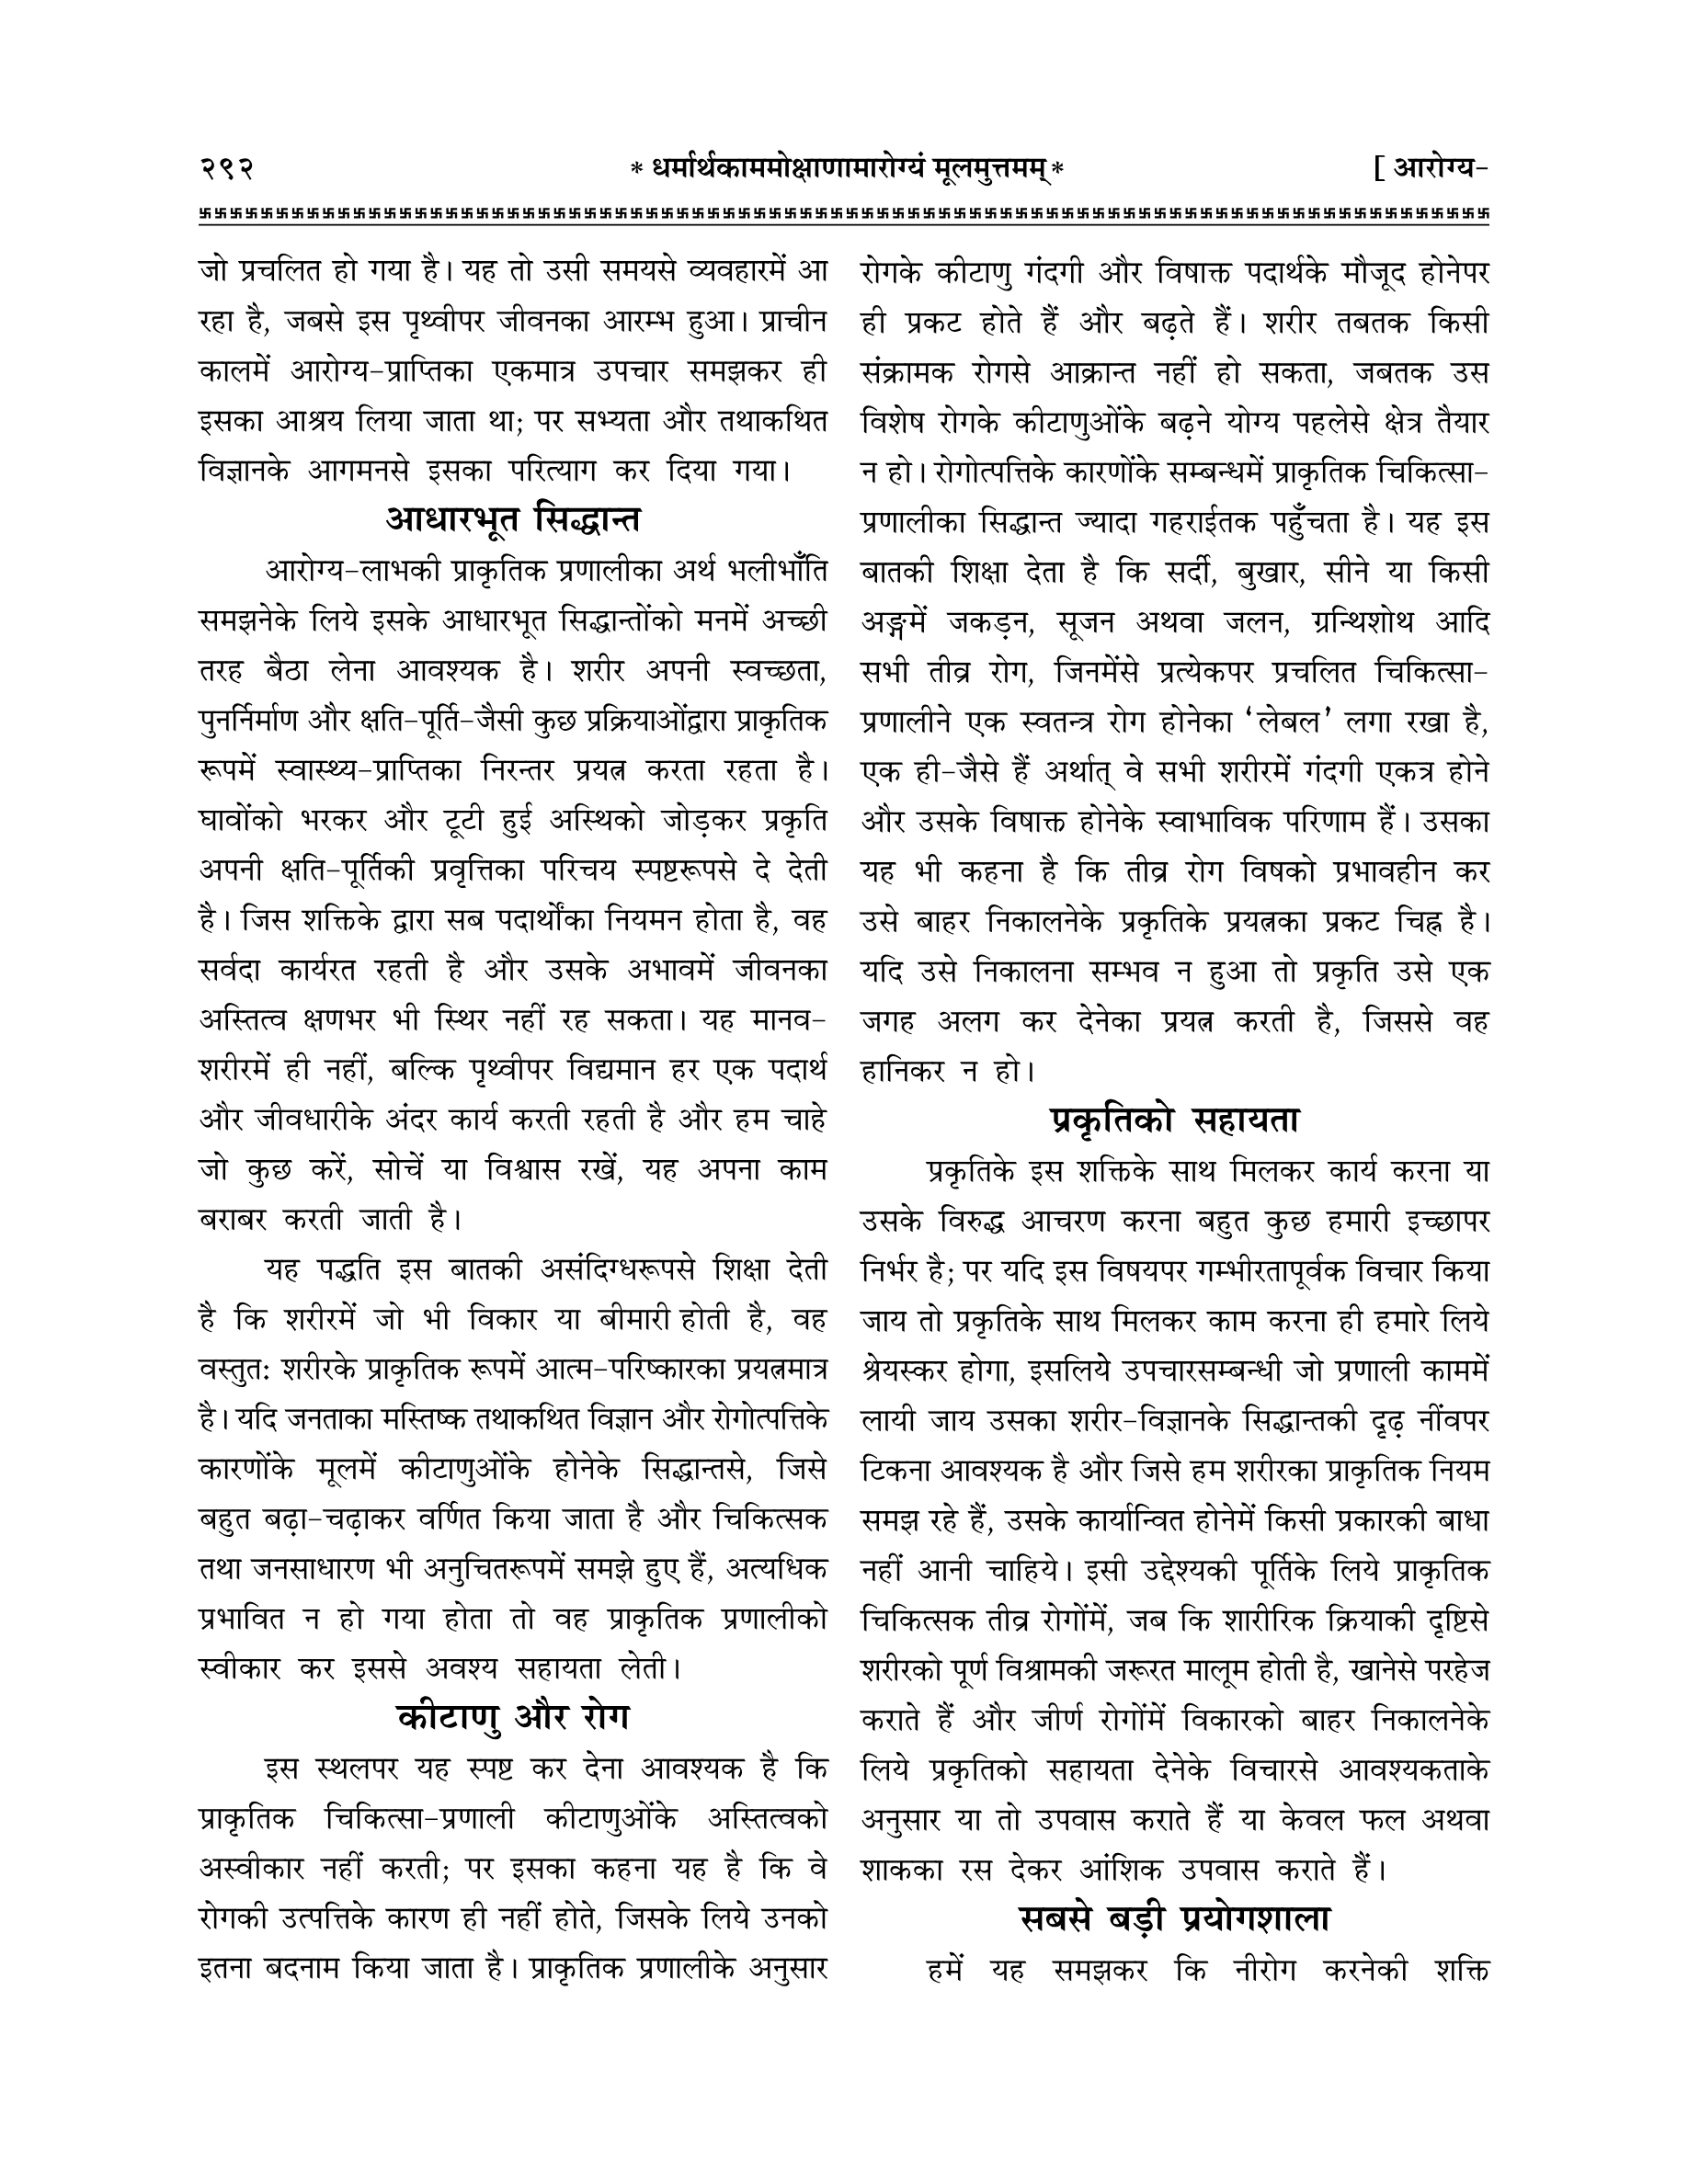 २९२
* धर्मार्थकाममोक्षाणामारोग्यं मूलमुत्तमम् *
[ आरोग्य-
जो प्रचलित हो गया है। यह तो उसी समयसे व्यवहारमें आ
रहा है, जबसे इस पृथ्वीपर जीवनका आरम्भ हुआ। प्राचीन
कालमें आरोग्य-प्राप्तिका एकमात्र उपचार समझकर ही
इसका आश्रय लिया जाता था; पर सभ्यता और तथाकथित
विज्ञानके आगमनसे इसका परित्याग कर दिया गया।
आधारभूत सिद्धान्त
आरोग्य-लाभकी प्राकृतिक प्रणालीका अर्थ भलीभाँति
समझनेके लिये इसके आधारभूत सिद्धान्तोंको मनमें अच्छी
तरह बैठा लेना आवश्यक है। शरीर अपनी स्वच्छता,
पुनर्निर्माण और क्षति-पूर्ति-जैसी कुछ प्रक्रियाओंद्वारा प्राकृतिक
रूपमें स्वास्थ्य-प्राप्तिका निरन्तर प्रयत्न करता रहता है।
घावोंको भरकर और टूटी हुई अस्थिको जोड़कर प्रकृति
अपनी क्षति-पूर्तिकी प्रवृत्तिका परिचय स्पष्टरूपसे दे देती
है। जिस शक्तिके द्वारा सब पदार्थोंका नियमन होता है, वह
सर्वदा कार्यरत रहती है और उसके अभावमें जीवनका
अस्तित्व क्षणभर भी स्थिर नहीं रह सकता। यह मानव-
शरीरमें ही नहीं, बल्कि पृथ्वीपर विद्यमान हर एक पदार्थ
और जीवधारीके अंदर कार्य करती रहती है और हम चाहे
जो कुछ करें, सोचें या विश्वास रखें, यह अपना काम
बराबर करती जाती है।
यह पद्धति इस बातकी असंदिग्धरूपसे शिक्षा देती
है कि शरीरमें जो भी विकार या बीमारी होती है, वह
वस्तुतः शरीरके प्राकृतिक रूपमें आत्म-परिष्कारका प्रयत्नमात्र
है। यदि जनताका मस्तिष्क तथाकथित विज्ञान और रोगोत्पत्तिके
कारणोंके मूलमें कीटाणुओंके होनेके सिद्धान्तसे, जिसे
बहुत बढ़ा-चढ़ाकर वर्णित किया जाता है और चिकित्सक
तथा जनसाधारण भी अनुचितरूपमें समझे हुए हैं, अत्यधिक
प्रभावित न हो गया होता तो वह प्राकृतिक प्रणालीको
स्वीकार कर इससे अवश्य सहायता लेती।
कीटाणु और रोग
इस स्थलपर यह स्पष्ट कर देना आवश्यक है कि
प्राकृतिक चिकित्सा-प्रणाली कीटाणुओंके अस्तित्वको
अस्वीकार नहीं करती; पर इसका कहना यह है कि वे
रोगकी उत्पत्तिके कारण ही नहीं होते, जिसके लिये उनको
इतना बदनाम किया जाता है। प्राकृतिक प्रणालीके अनुसार
रोगके कीटाणु गंदगी और विषाक्त पदार्थके मौजूद होनेपर
ही प्रकट होते हैं और बढ़ते हैं। शरीर तबतक किसी
संक्रामक रोगसे आक्रान्त नहीं हो सकता, जबतक उस
विशेष रोगके कीटाणुओंके बढ़ने योग्य पहलेसे क्षेत्र तैयार
न हो। रोगोत्पत्तिके कारणोंके सम्बन्धमें प्राकृतिक चिकित्सा-
प्रणालीका सिद्धान्त ज्यादा गहराईतक पहुँचता है। यह इस
बातकी शिक्षा देता है कि सर्दी, बुखार, सीने या किसी
अङ्गमें जकड़न, सूजन अथवा जलन, ग्रन्थिशोथ आदि
सभी तीव्र रोग, जिनमेंसे प्रत्येकपर प्रचलित चिकित्सा-
प्रणालीने एक स्वतन्त्र रोग होनेका ‘लेबल’ लगा रखा है,
एक ही-जैसे हैं अर्थात् वे सभी शरीरमें गंदगी एकत्र होने
और उसके विषाक्त होनेके स्वाभाविक परिणाम हैं। उसका
यह भी कहना है कि तीव्र रोग विषको प्रभावहीन कर
उसे बाहर निकालनेके प्रकृतिके प्रयत्नका प्रकट चिह्न है।
यदि उसे निकालना सम्भव न हुआ तो प्रकृति उसे एक
जगह अलग कर देनेका प्रयत्न करती है, जिससे वह
हानिकर न हो।
प्रकृतिको सहायता
प्रकृतिके इस शक्तिके साथ मिलकर कार्य करना या
उसके विरुद्ध आचरण करना बहुत कुछ हमारी इच्छापर
निर्भर है; पर यदि इस विषयपर गम्भीरतापूर्वक विचार किया
जाय तो प्रकृतिके साथ मिलकर काम करना ही हमारे लिये
श्रेयस्कर होगा, इसलिये उपचारसम्बन्धी जो प्रणाली काममें
लायी जाय उसका शरीर-विज्ञानके सिद्धान्तकी दृढ़ नींवपर
टिकना आवश्यक है और जिसे हम शरीरका प्राकृतिक नियम
समझ रहे हैं, उसके कार्यान्वित होनेमें किसी प्रकारकी बाधा
नहीं आनी चाहिये। इसी उद्देश्यकी पूर्तिके लिये प्राकृतिक
चिकित्सक तीव्र रोगोंमें, जब कि शारीरिक क्रियाकी दृष्टिसे
शरीरको पूर्ण विश्रामकी जरूरत मालूम होती है, खानेसे परहेज
कराते हैं और जीर्ण रोगोंमें विकारको बाहर निकालनेके
लिये प्रकृतिको सहायता देनेके विचारसे आवश्यकताके
अनुसार या तो उपवास कराते हैं या केवल फल अथवा
शाकका रस देकर आंशिक उपवास कराते हैं।
सबसे बड़ी प्रयोगशाला
हमें यह समझकर कि नीरोग करनेकी शक्ति